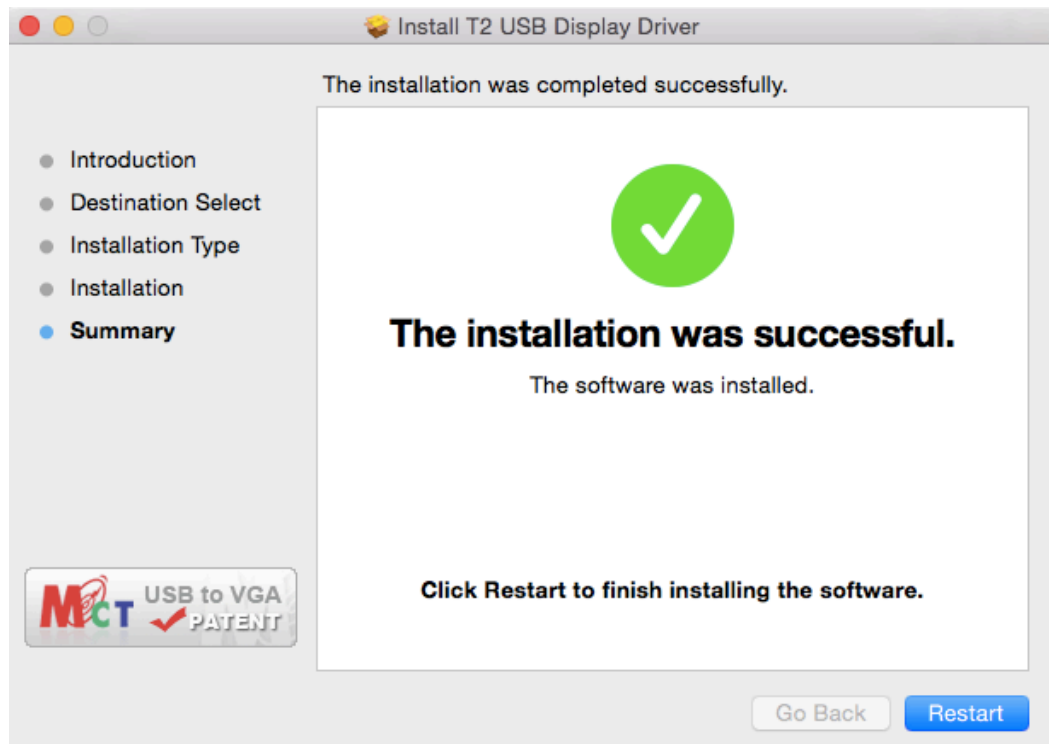 Install T2 USB Display Driver
The installation was completed successfully.
Introduction
Destination Select
Installation Type
Installation
Summary
The installation was successful.
The software was installed.
Click Restart to finish installing the software.
MCT USB to VGA
PATENT
Go Back
Restart